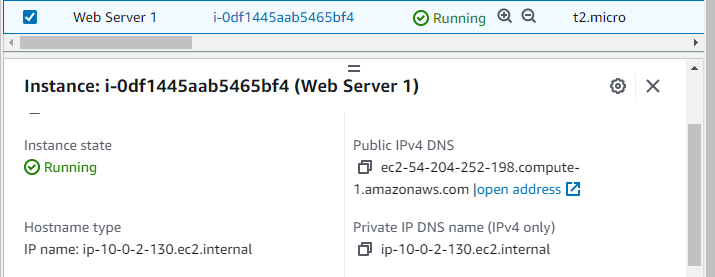 Web Server 1 i-0df1445aab5465bf4 Running t2.micro
Instance: i-0df1445aab5465bf4 (Web Server 1)
Instance state
Running
Public IPv4 DNS
ec2-54-204-252-198.compute-
1.amazonaws.com |open address
Hostname type
IP name: ip-10-0-2-130.ec2.internal
Private IP DNS name (IPv4 only)
ip-10-0-2-130.ec2.internal